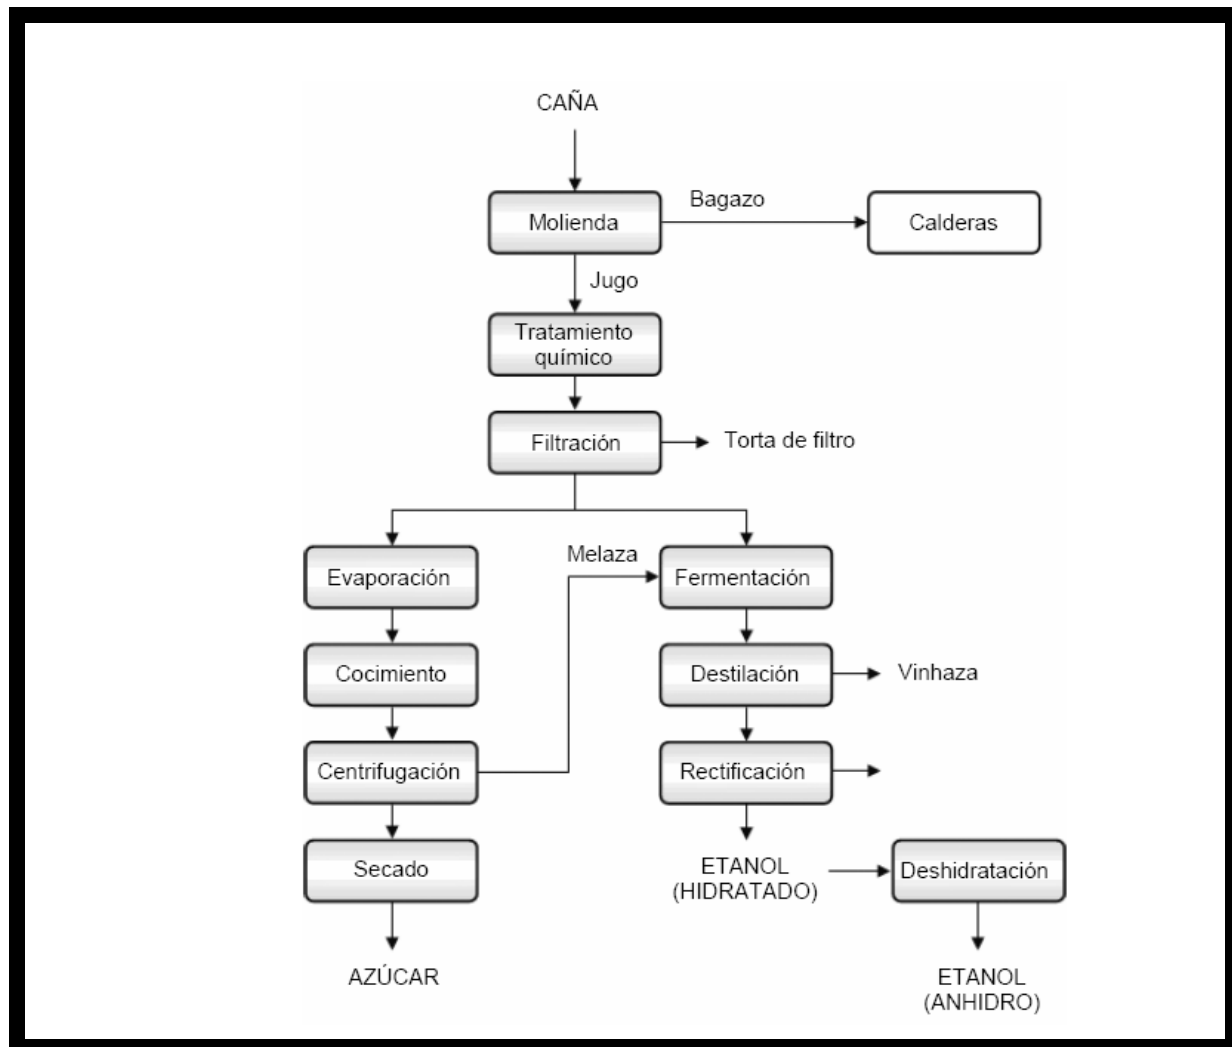 CAÑA
Bagazo
Molienda
Calderas
Jugo
Tratamiento
químico
Filtración
Torta de filtro
Melaza
Evaporación
Fermentación
Cocimiento
Destilación
Vinhaza
Centrifugación
Rectificación
Secado
ETANOL
(HIDRATADO)
Deshidratación
AZÚCAR
ETANOL
(ANHIDRO)